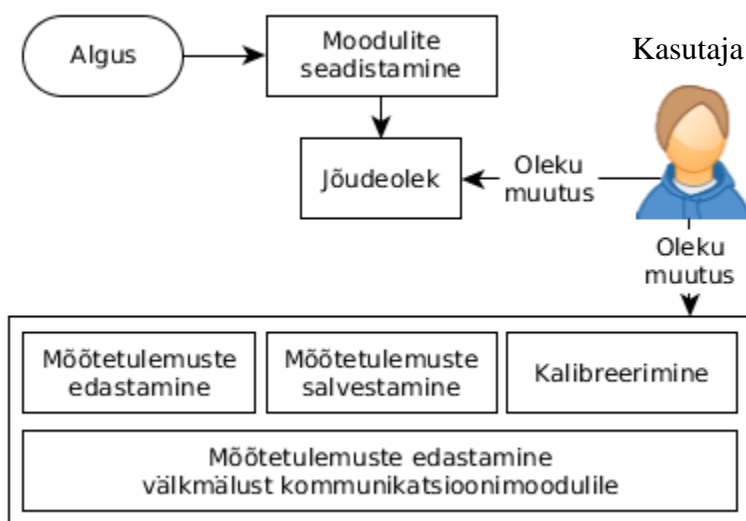 Algus
Moodulite
seadistamine
Kasutaja
Jõudeolek
Oleku
muutus
Oleku
muutus
Mõõtetulemuste
edastamine
Mõõtetulemuste
salvestamine
Kalibreerimine
Mõõtetulemuste edastamine
välkmälust kommunikatsioonimoodulile